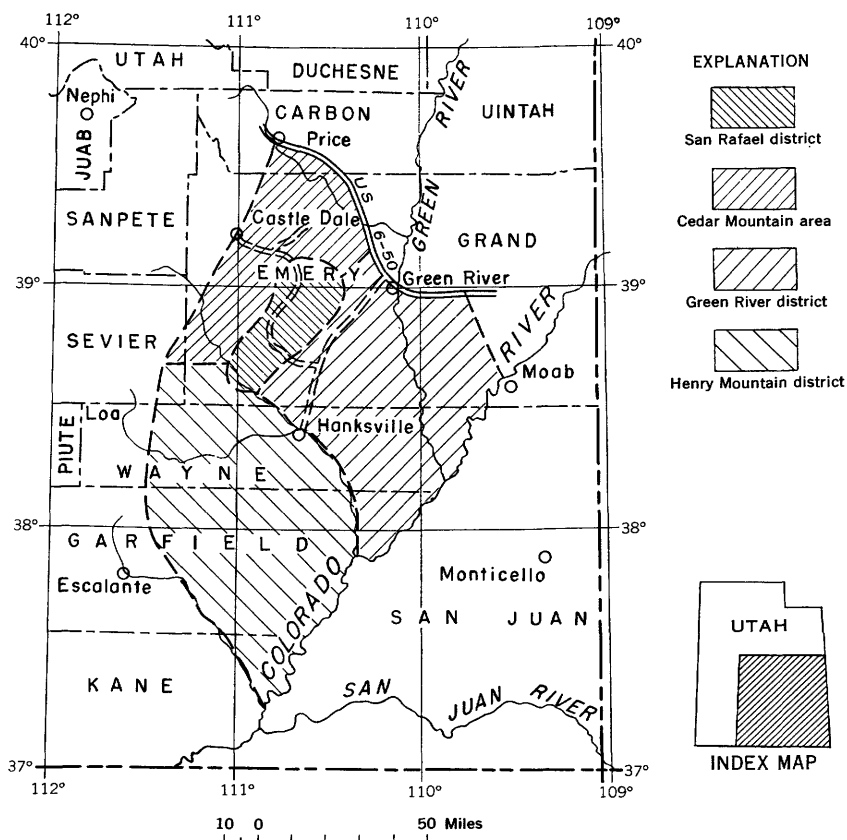 112° 111° 110° 109°
40° 40°
UTAH
DUCHESNE
Nephi
CARBON
UINTAH
RIVER
JUAB
Price
US
6-50
GREEN
SANPETE
Castle Dale
GRAND
EMERY
39° 39°
Green River
SEVIER
RIVER
Moab
PIUTE
Loa
Hanksville
WAYNE
38° 38°
GARFIELD
Escalante
COLORADO
Monticello
SAN JUAN
KANE
SAN JUAN RIVER
37° 37°
112° 111° 110° 109°
10 0 50 Miles
EXPLANATION
San Rafael district
Cedar Mountain area
Green River district
Henry Mountain district
UTAH
INDEX MAP